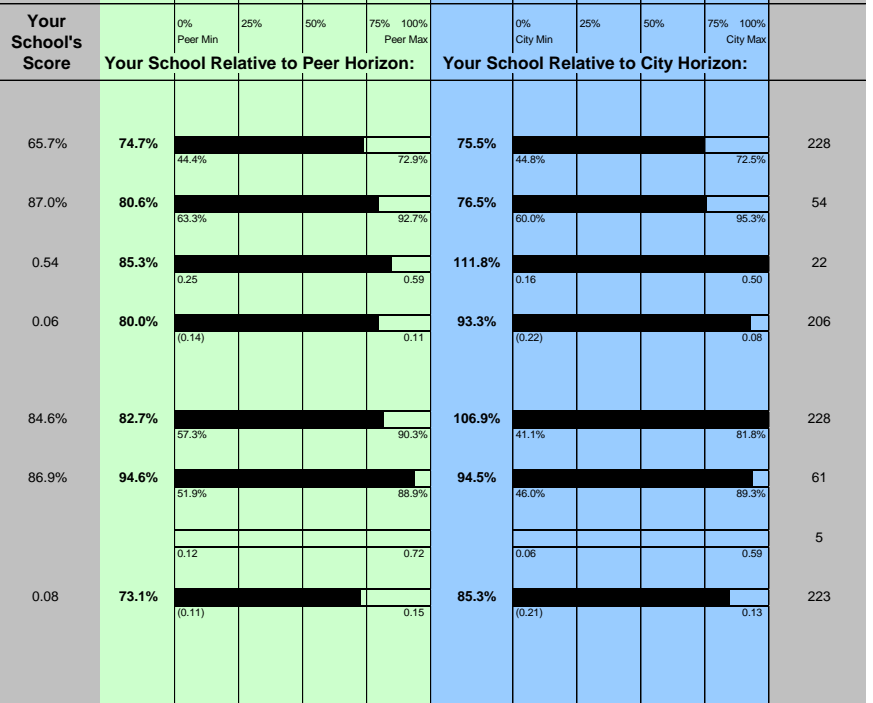 Your School's Score
0% 25% 50% 75% 100%
Peer Min Peer Max
Your School Relative to Peer Horizon:
0% 25% 50% 75% 100%
City Min City Max
Your School Relative to City Horizon:
65.7% 74.7% 75.5% 228
44.4% 72.9% 44.8% 72.5%
87.0% 80.6% 76.5% 54
63.3% 92.7% 60.0% 95.3%
0.54 85.3% 111.8% 22
0.25 0.59 0.16 0.50
0.06 80.0% 93.3% 206
(0.14) 0.11 (0.22) 0.08
84.6% 82.7% 106.9% 228
57.3% 90.3% 41.1% 81.8%
86.9% 94.6% 94.5% 61
51.9% 88.9% 46.0% 89.3%
5
0.12 0.72 0.06 0.59
0.08 73.1% 85.3% 223
(0.11) 0.15 (0.21) 0.13